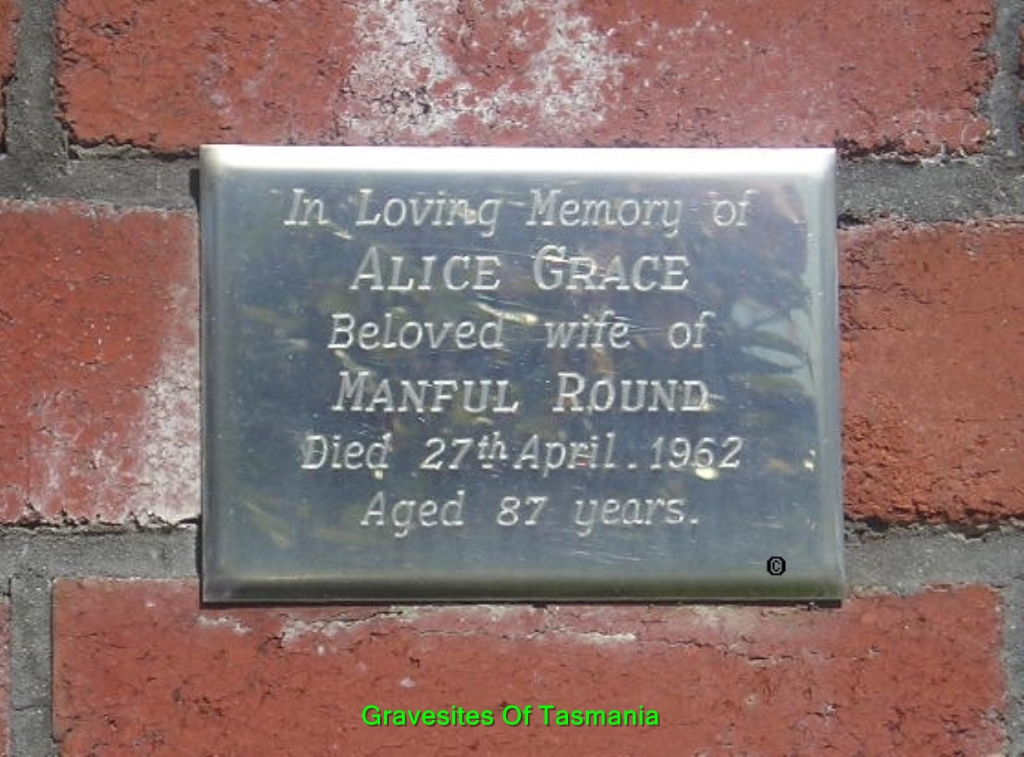 In Loving Memory of
ALICE GRACE
Beloved wife of
MANFUL ROUND
Died 27th April. 1962
Aged 87 years.
©
Gravesites Of Tasmania